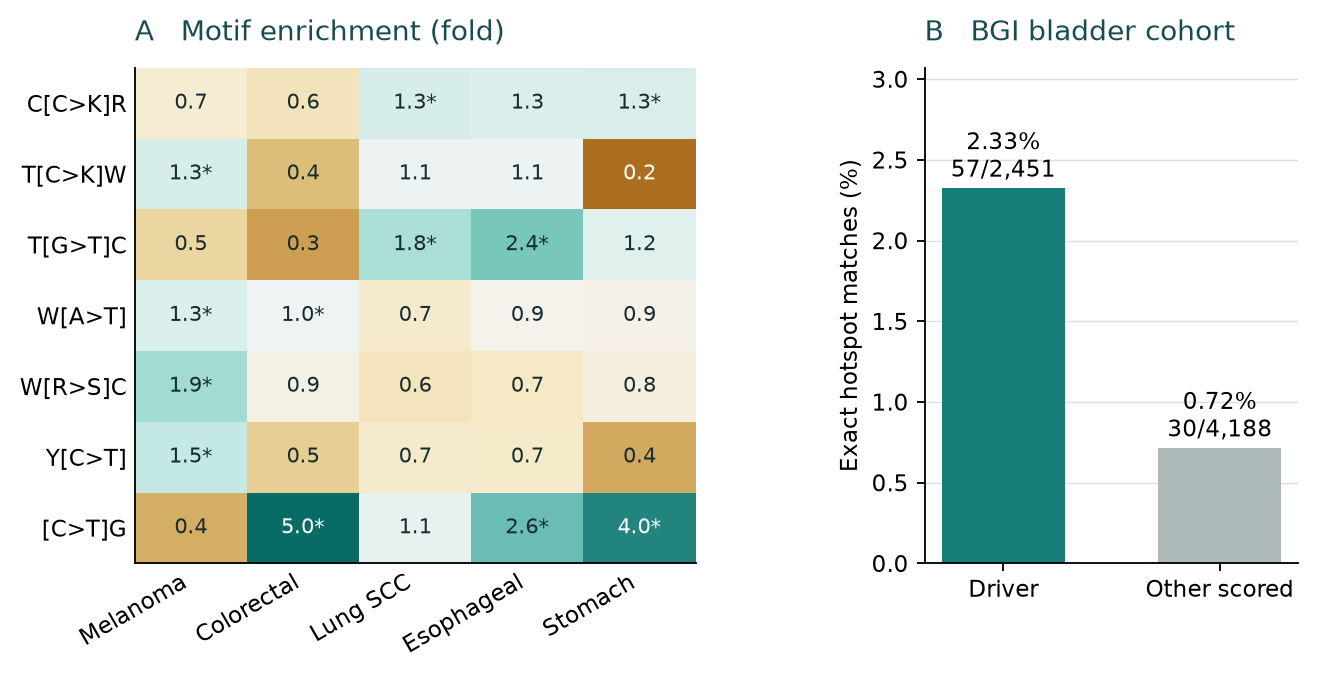 A Motif enrichment (fold)
C[C>K]R 0.7 0.6 1.3* 1.3 1.3*
T[C>K]W 1.3* 0.4 1.1 1.1 0.2
T[G>T]C 0.5 0.3 1.8* 2.4* 1.2
W[A>T] 1.3* 1.0* 0.7 0.9 0.9
W[R>S]C 1.9* 0.9 0.6 0.7 0.8
Y[C>T] 1.5* 0.5 0.7 0.7 0.4
[C>T]G 0.4 5.0* 1.1 2.6* 4.0*
Melanoma Colorectal Lung SCC Esophageal Stomach
B BGI bladder cohort
Exact hotspot matches (%)
3.0
2.5
2.0
1.5
1.0
0.5
0.0
2.33%
57/2,451
0.72%
30/4,188
Driver Other scored